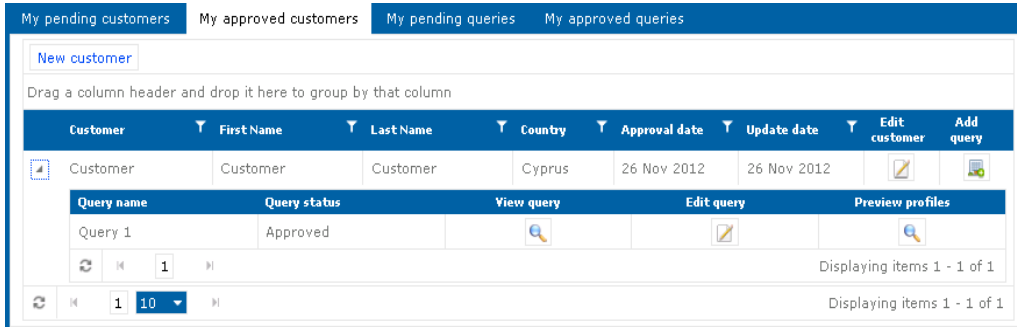 My pending customers My approved customers My pending queries My approved queries
New customer
Drag a column header and drop it here to group by that column
Customer First Name Last Name Country Approval date Update date Edit customer Add query
Customer Customer Customer Cyprus 26 Nov 2012 26 Nov 2012
Query name Query status View query Edit query Preview profiles
Query 1 Approved
1 Displaying items 1 - 1 of 1
1 10 Displaying items 1 - 1 of 1